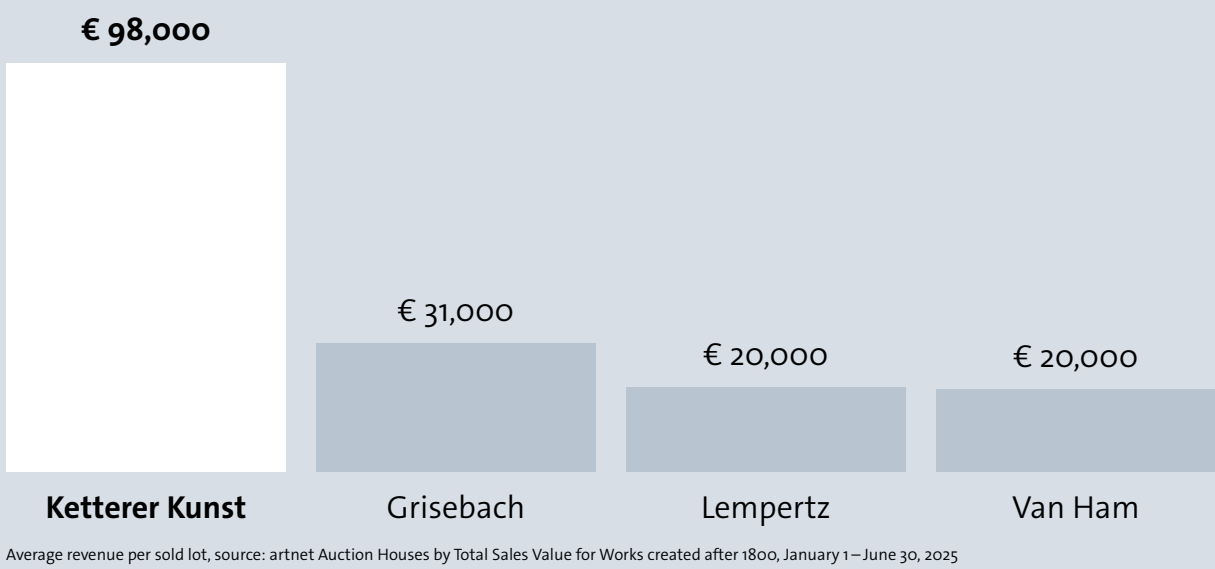 € 98,000
€ 31,000
€ 20,000
€ 20,000
Ketterer Kunst
Grisebach
Lempertz
Van Ham
Average revenue per sold lot, source: artnet Auction Houses by Total Sales Value for Works created after 1800, January 1 – June 30, 2025